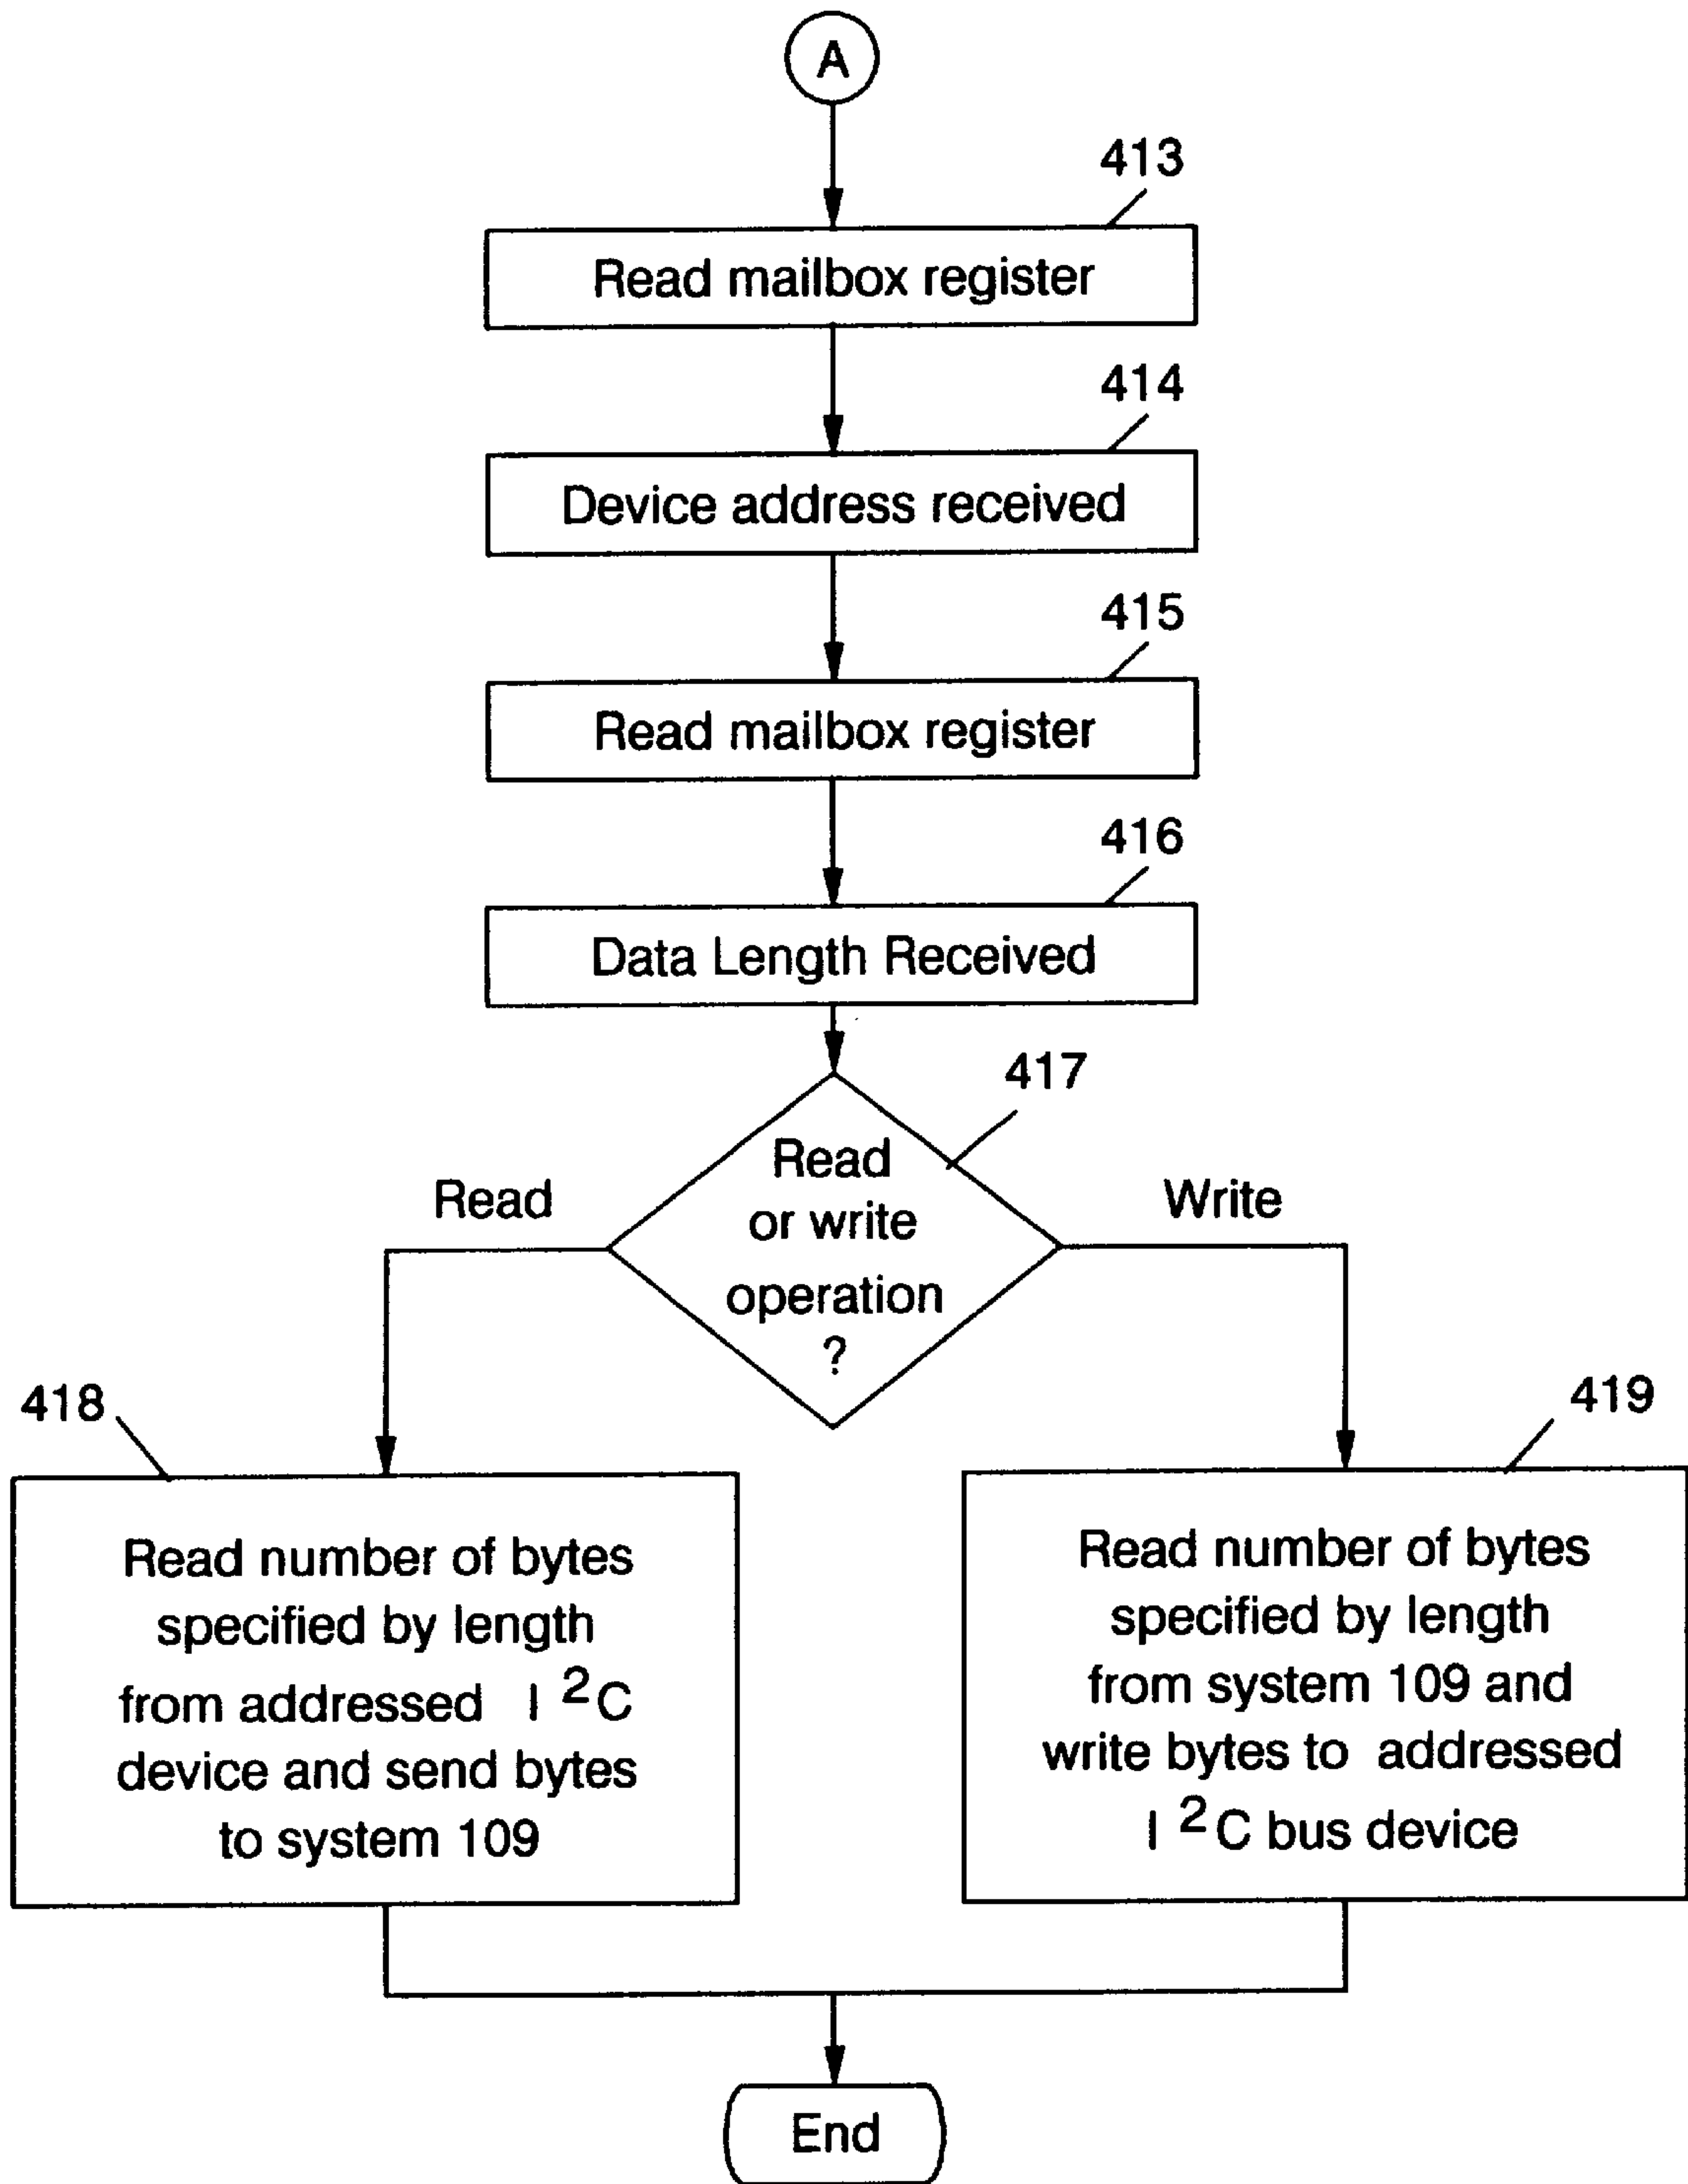 A
413
Read mailbox register
414
Device address received
415
Read mailbox register
416
Data Length Received
417
Read
or write
operation
?
Read
Write
418
Read number of bytes
specified by length
from addressed I ²C
device and send bytes
to system 109
419
Read number of bytes
specified by length
from system 109 and
write bytes to addressed
I ²C bus device
End